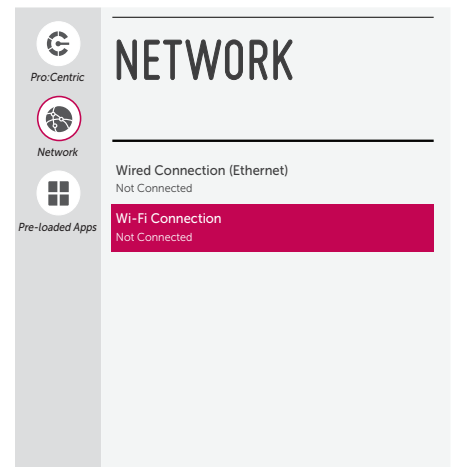 Pro:Centric
Network
Pre-loaded Apps
NETWORK
Wired Connection (Ethernet)
Not Connected
Wi-Fi Connection
Not Connected